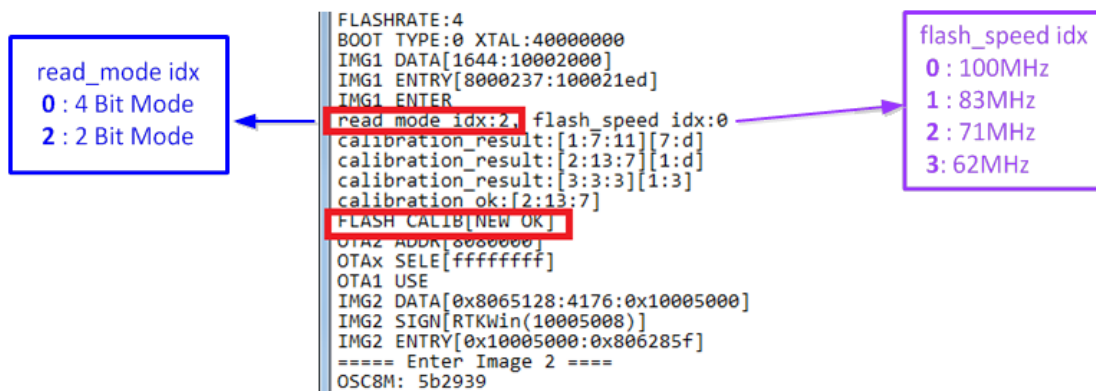 read_mode idx
0 : 4 Bit Mode
2 : 2 Bit Mode
FLASHRATE:4
BOOT TYPE:0 XTAL:40000000
IMG1 DATA[1644:10002000]
IMG1 ENTRY[8000237:100021ed]
IMG1 ENTER
read_mode idx:2, flash_speed idx:0
calibration_result:[1:7:11][7:d]
calibration_result:[2:13:7][1:d]
calibration_result:[3:3:3][1:3]
calibration_ok:[2:13:7]
FLASH CALIB[NEW OK]
OTA2 ADDR[8080000]
OTAx SELE[ffffffff]
OTA1 USE
IMG2 DATA[0x8065128:4176:0x10005000]
IMG2 SIGN[RTKWin(10005008)]
IMG2 ENTRY[0x10005000:0x806285f]
===== Enter Image 2 ====
OSC8M: 5b2939
flash_speed idx
0 : 100MHz
1 : 83MHz
2 : 71MHz
3: 62MHz